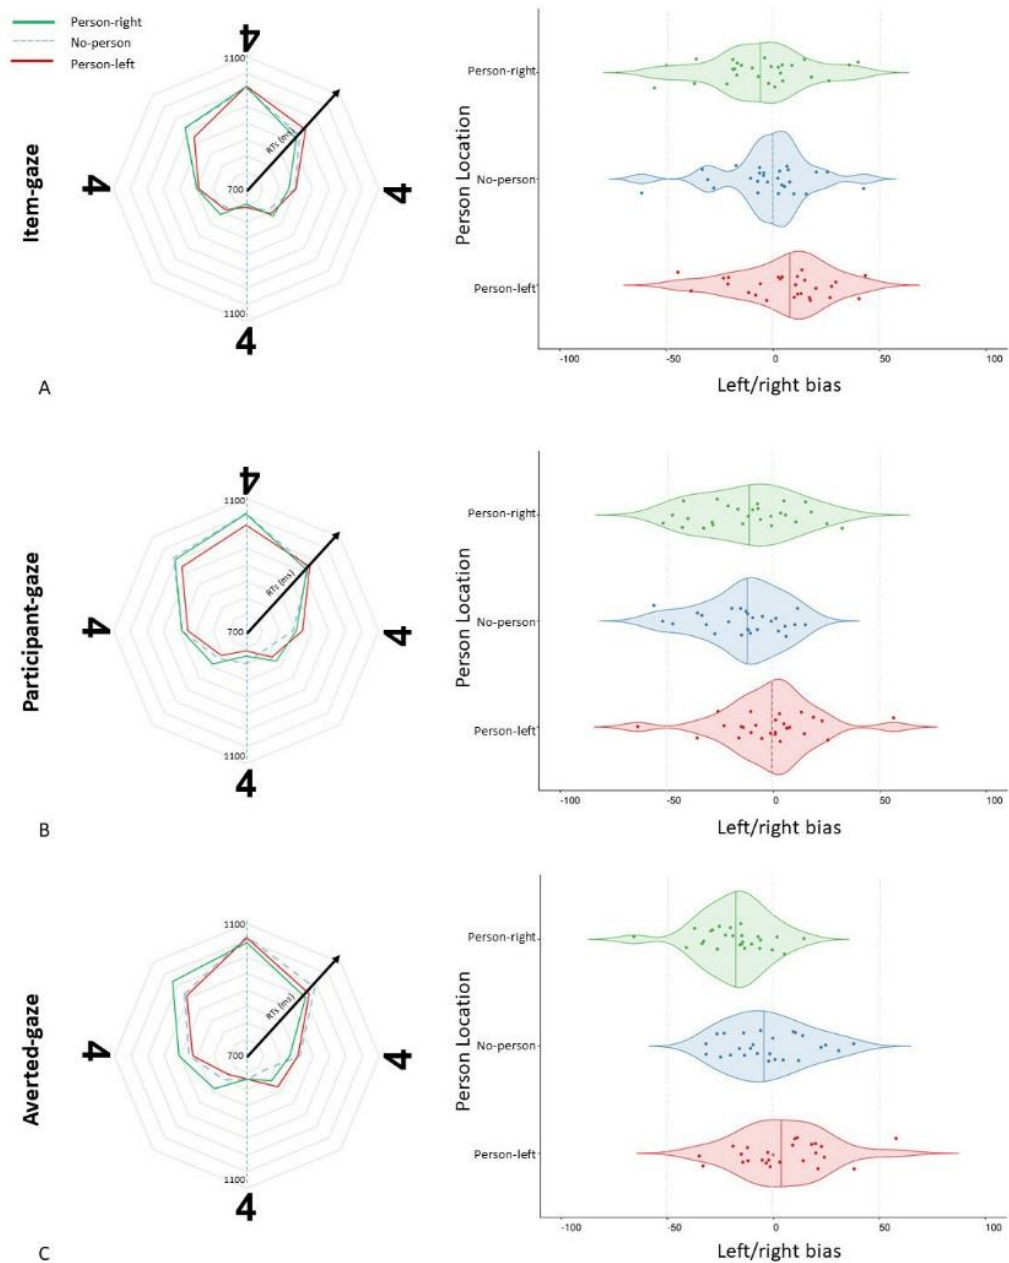 Person-right
No-person
Person-left
Item-gaze
4
1100
RTs (ms)
4
700
4
1100
4
Person Location
Person-right
No-person
Person-left
-100 -50 0 50 100
Left/right bias
A
Participant-gaze
4
1100
RTs (ms)
4
700
4
1100
4
Person Location
Person-right
No-person
Person-left
-100 -50 0 50 100
Left/right bias
B
Averted-gaze
1100
RTs (ms)
4
700
4
1100
4
Person Location
Person-right
No-person
Person-left
-100 -50 0 50 100
Left/right bias
C